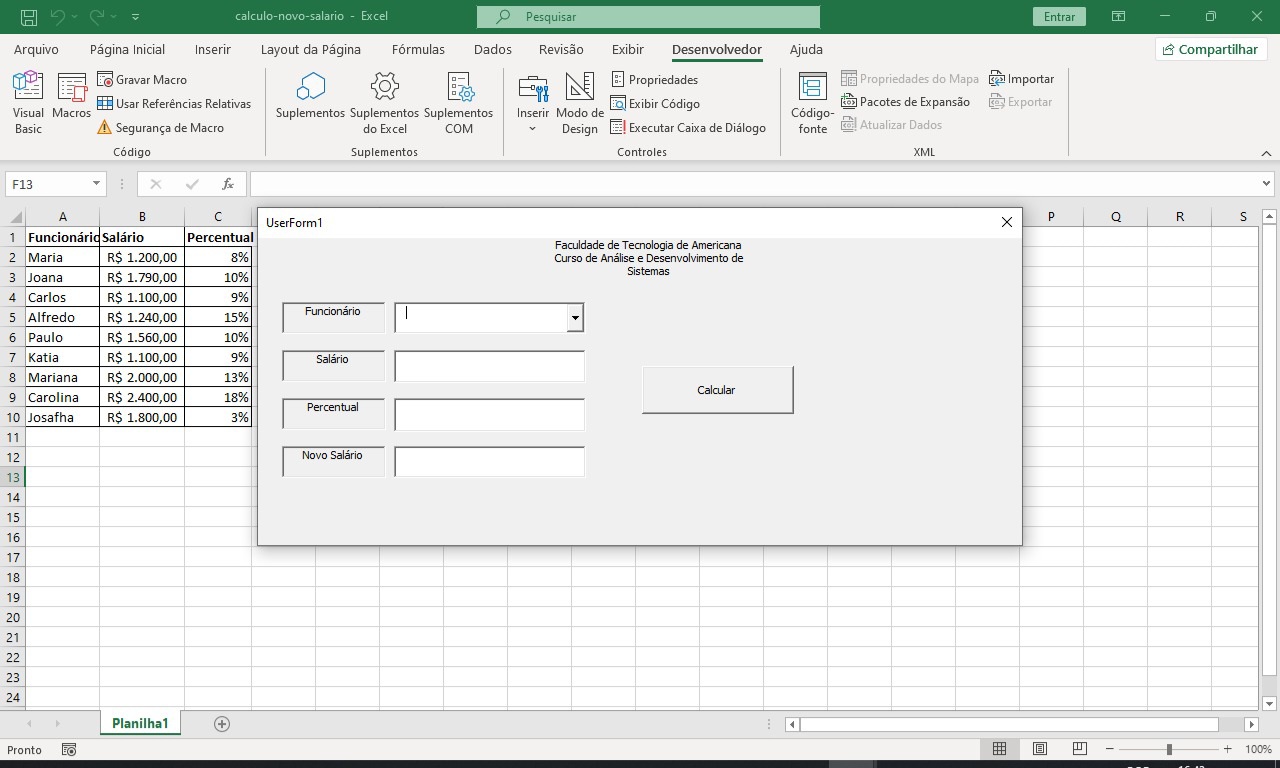 calculo-novo-salario - Excel
Pesquisar
Entrar
Arquivo Página Inicial Inserir Layout da Página Fórmulas Dados Revisão Exibir Desenvolvedor Ajuda Compartilhar
Visual Basic
Macros
Gravar Macro
Usar Referências Relativas
Segurança de Macro
Código
Suplementos
Suplementos do Excel
Suplementos COM
Suplementos
Inserir
Modo de Design
Propriedades
Exibir Código
Executar Caixa de Diálogo
Controles
Código-fonte
Propriedades do Mapa
Pacotes de Expansão
Atualizar Dados
Importar
Exportar
XML
F13
fx
A B C P Q R S
1 Funcionário Salário Percentual
2 Maria R$ 1.200,00 8%
3 Joana R$ 1.790,00 10%
4 Carlos R$ 1.100,00 9%
5 Alfredo R$ 1.240,00 15%
6 Paulo R$ 1.560,00 10%
7 Katia R$ 1.100,00 9%
8 Mariana R$ 2.000,00 13%
9 Carolina R$ 2.400,00 18%
10 Josafha R$ 1.800,00 3%
11
12
13
14
15
16
17
18
19
20
21
22
23
24
UserForm1
Faculdade de Tecnologia de Americana
Curso de Análise e Desenvolvimento de
Sistemas
Funcionário
Salário
Percentual
Novo Salário
Calcular
Planilha1
Pronto
100%